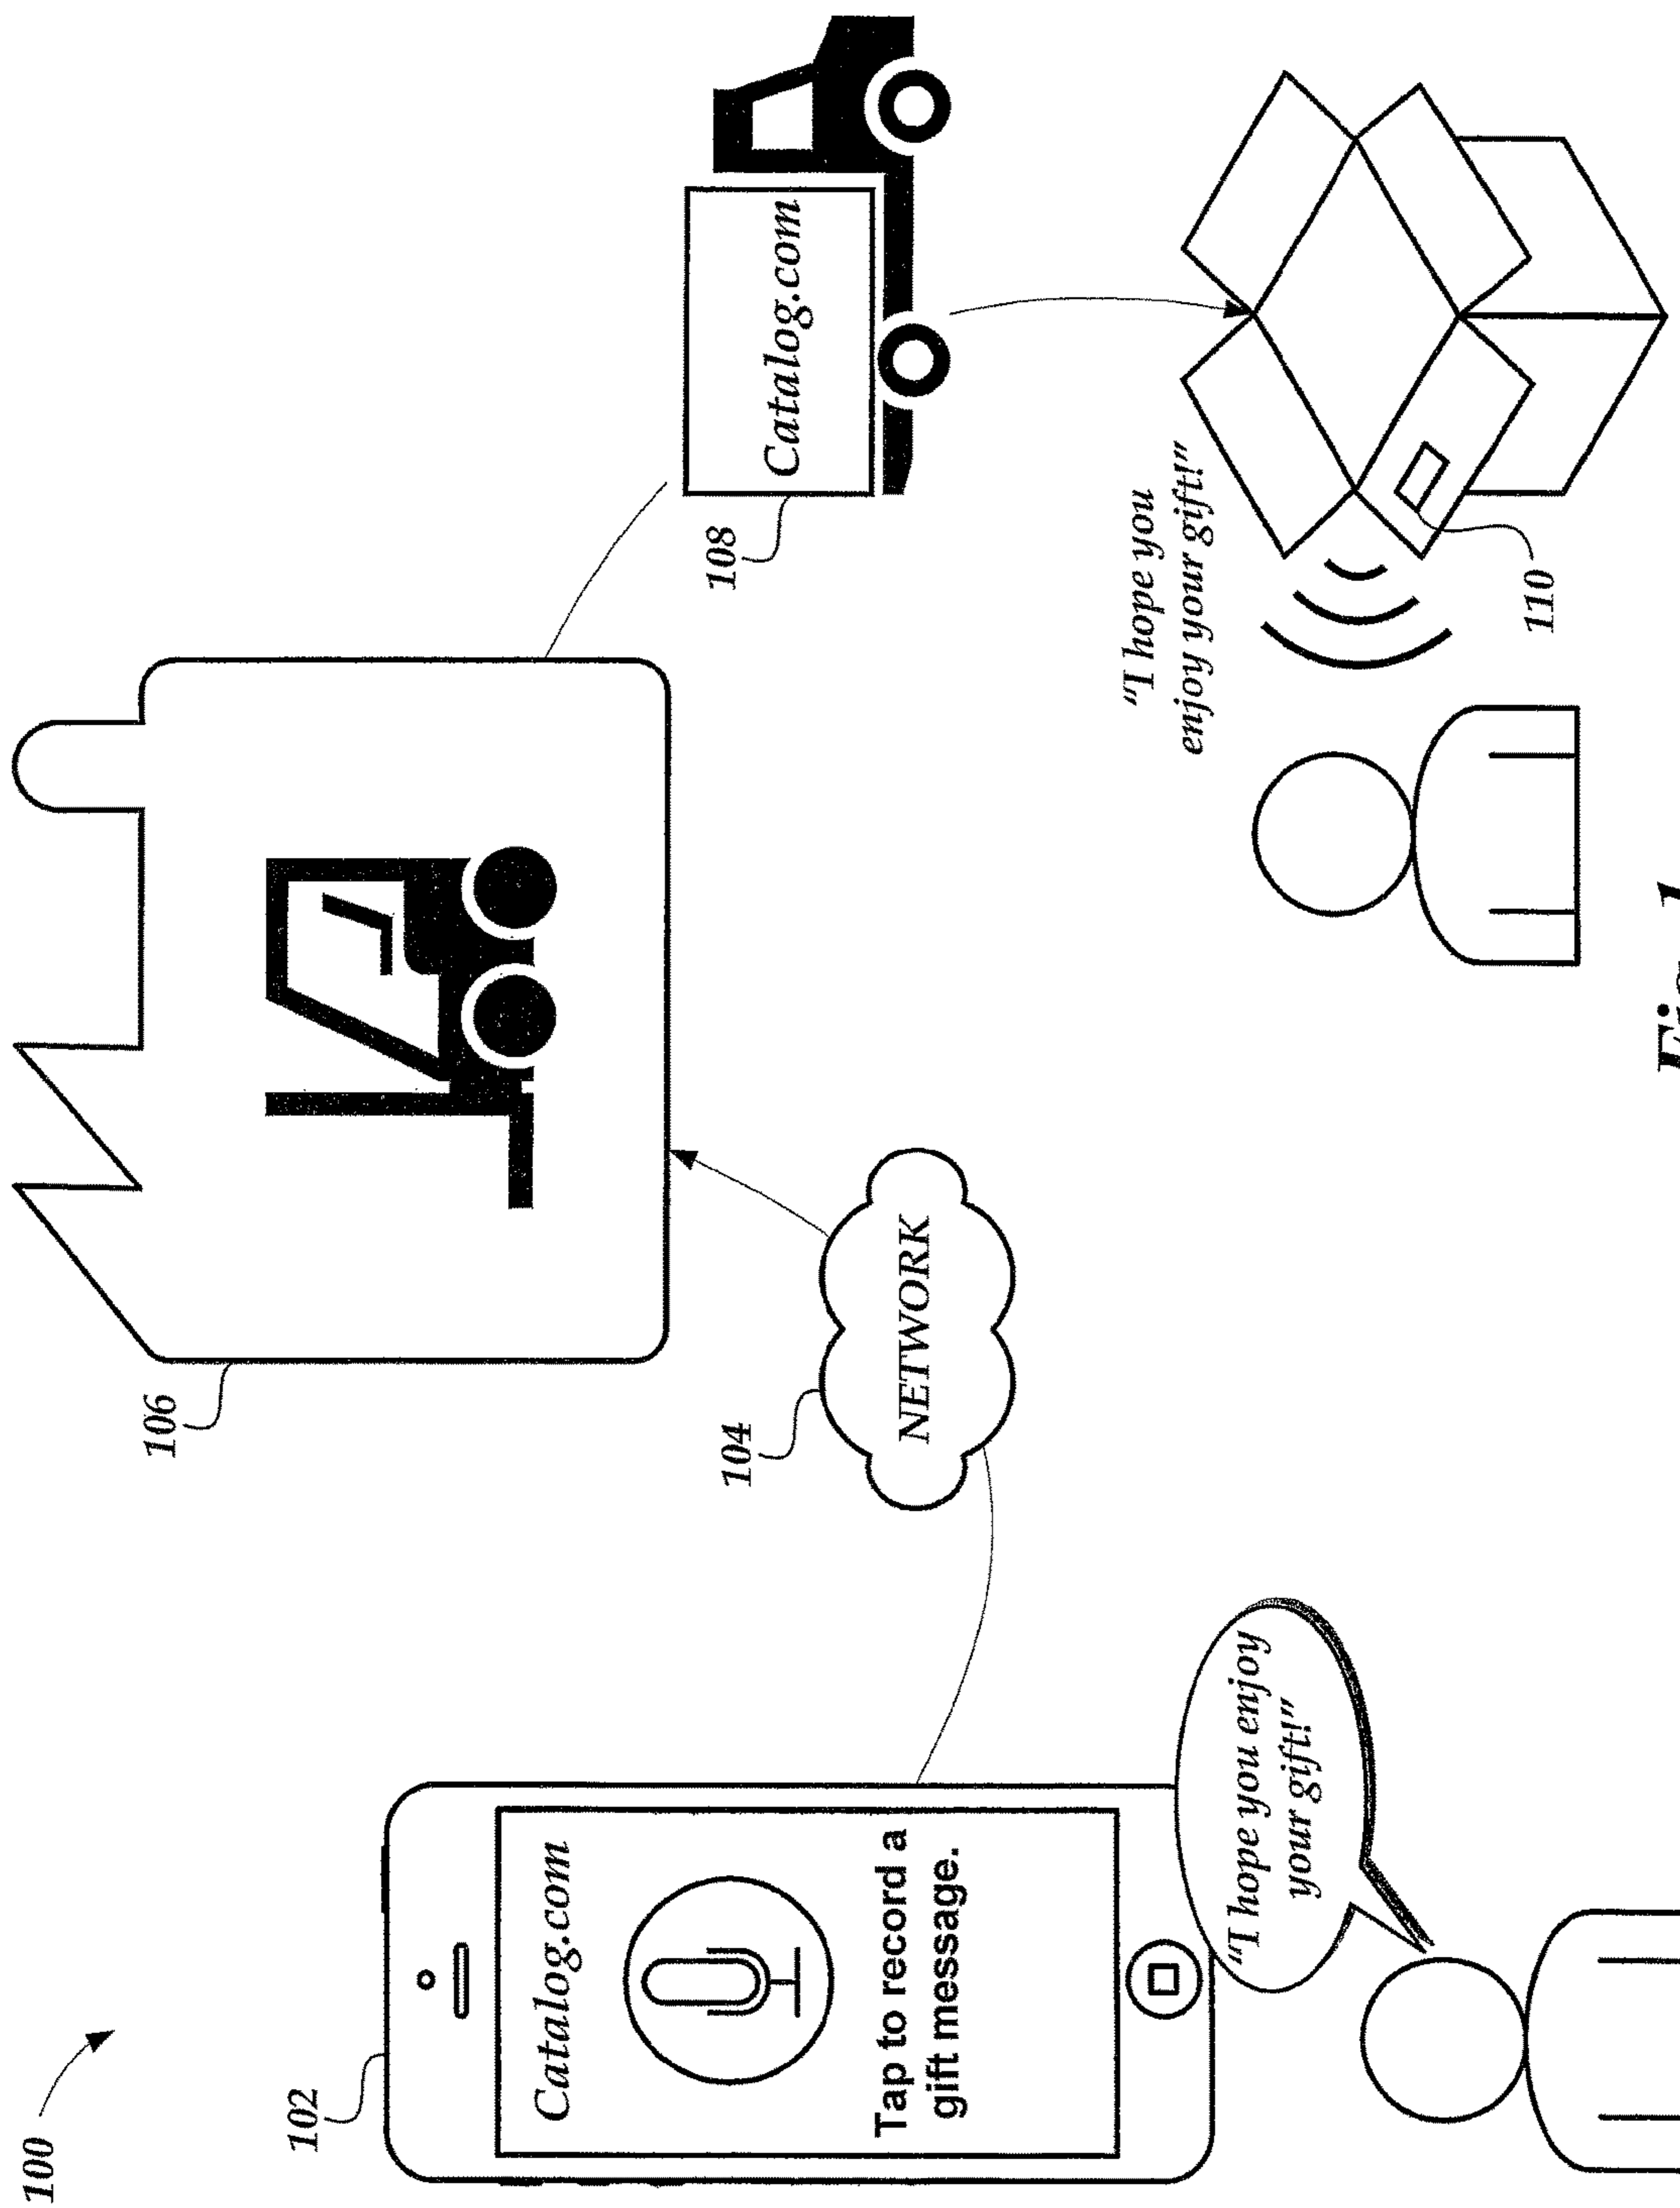 100
102
Catalog.com
Tap to record a
gift message.
"I hope you enjoy
your gift!"
104
NETWORK
106
108
Catalog.com
"I hope you
enjoy your gift!"
110